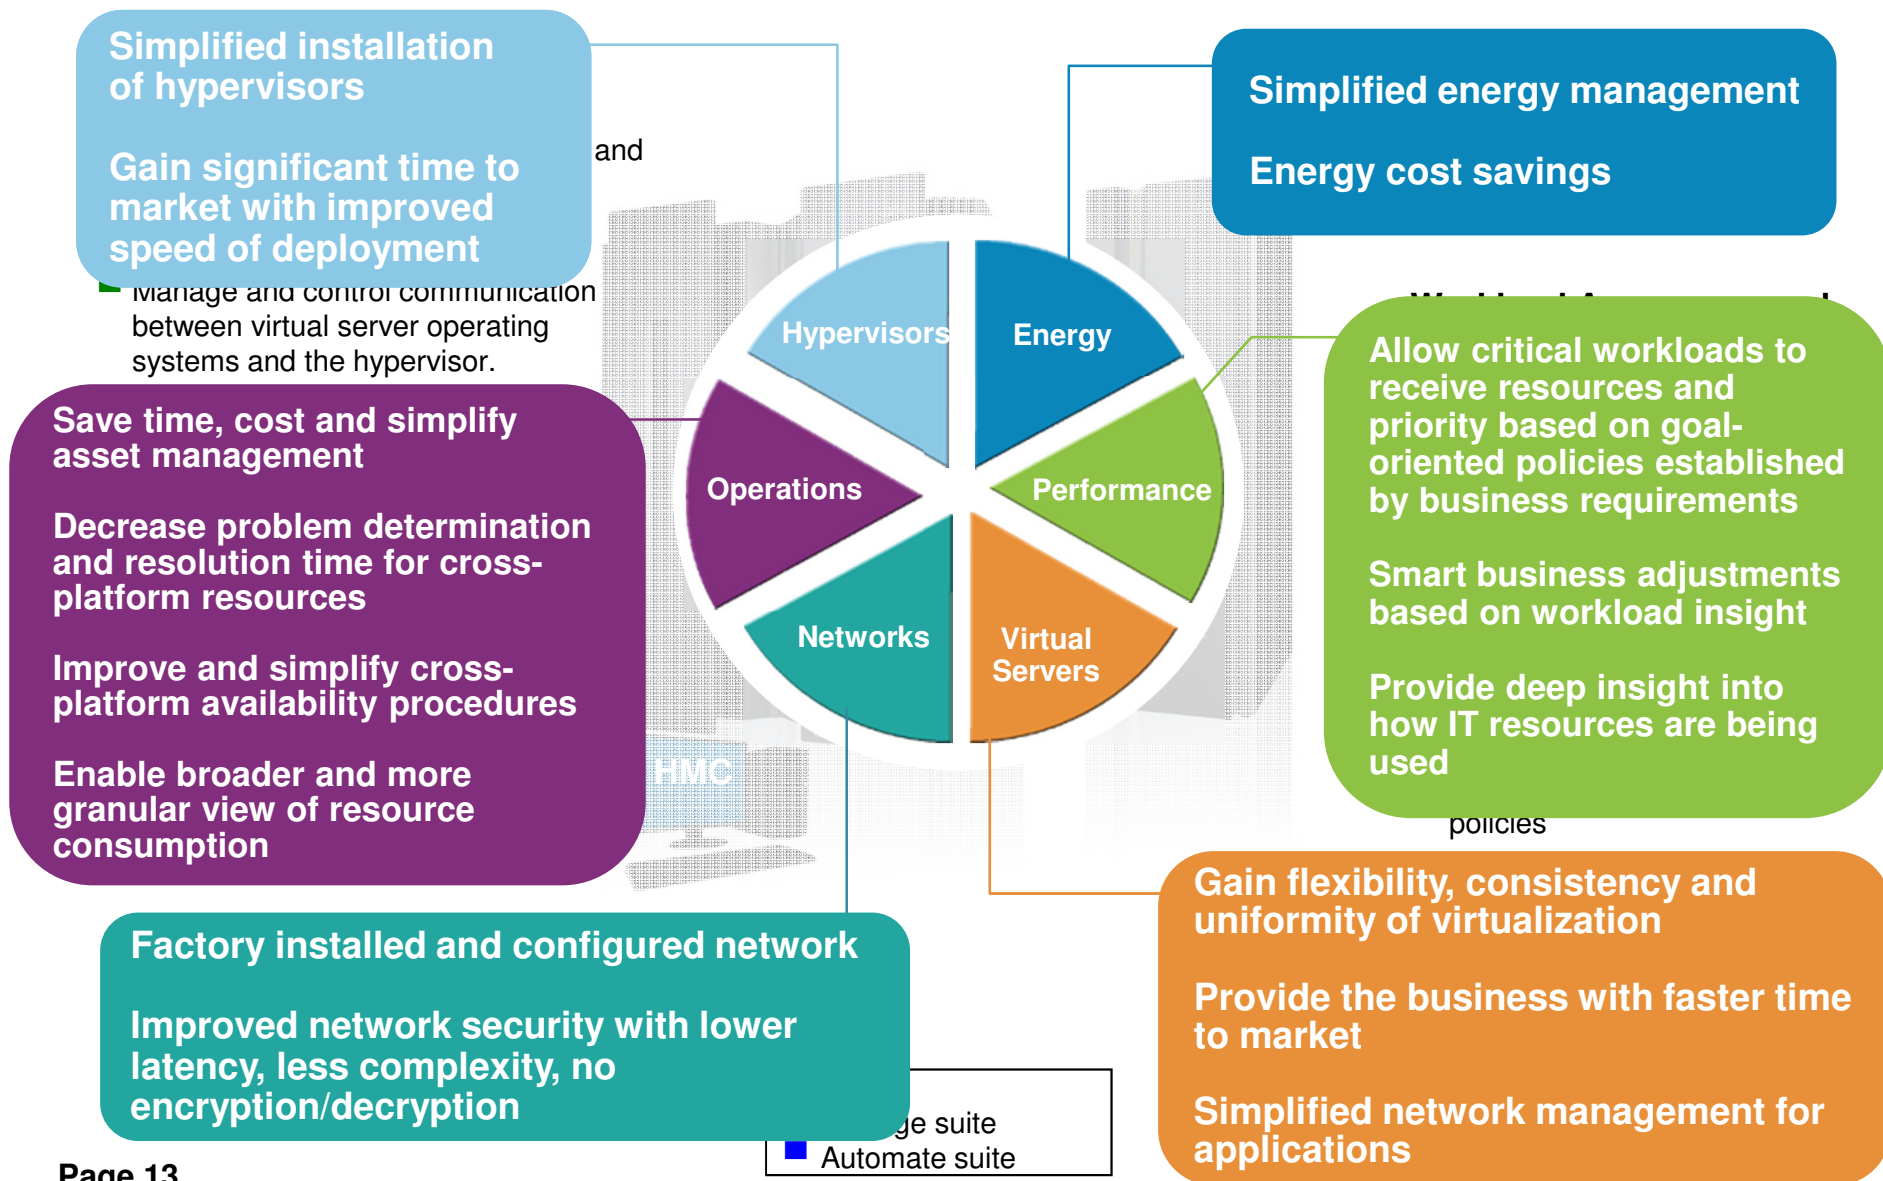 Simplified installation
of hypervisors
Gain significant time to
market with improved
speed of deployment
and
Manage and control communication
between virtual server operating
systems and the hypervisor.
Simplified energy management
Energy cost savings
Hypervisors
Energy
Operations
Performance
Networks
Virtual
Servers
Save time, cost and simplify
asset management
Decrease problem determination
and resolution time for cross-
platform resources
Improve and simplify cross-
platform availability procedures
Enable broader and more
granular view of resource
consumption
HMC
Allow critical workloads to
receive resources and
priority based on goal-
oriented policies established
by business requirements
Smart business adjustments
based on workload insight
Provide deep insight into
how IT resources are being
used
policies
Factory installed and configured network
Improved network security with lower
latency, less complexity, no
encryption/decryption
Gain flexibility, consistency and
uniformity of virtualization
Provide the business with faster time
to market
Simplified network management for
applications
suite
Automate suite
Page 13